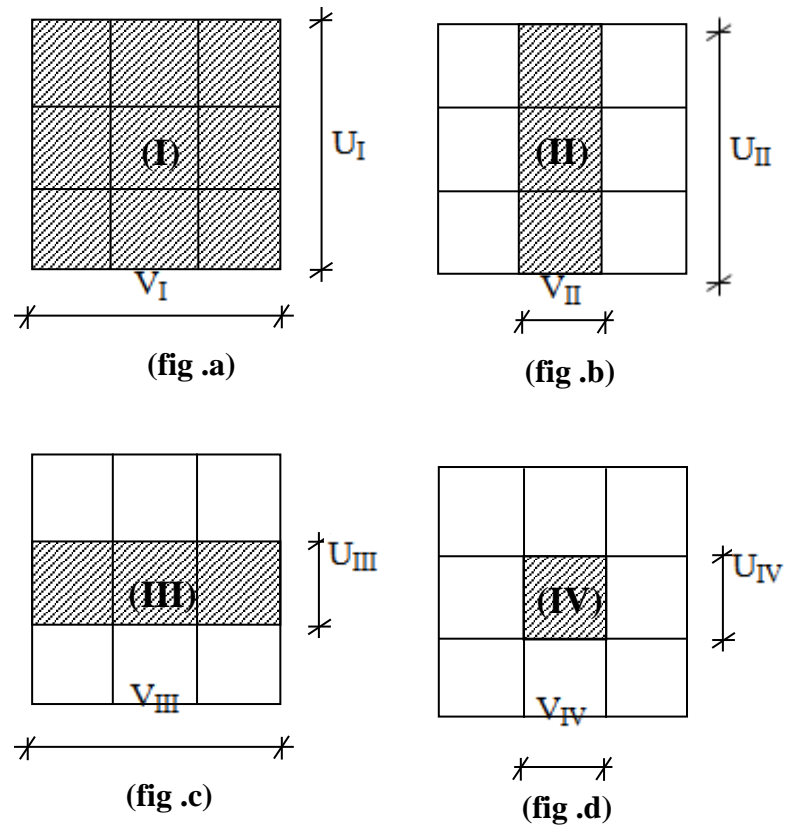 (I)
U_I
V_I
(fig .a)
(II)
U_II
V_II
(fig .b)
(III)
U_III
V_III
(fig .c)
(IV)
U_IV
V_IV
(fig .d)